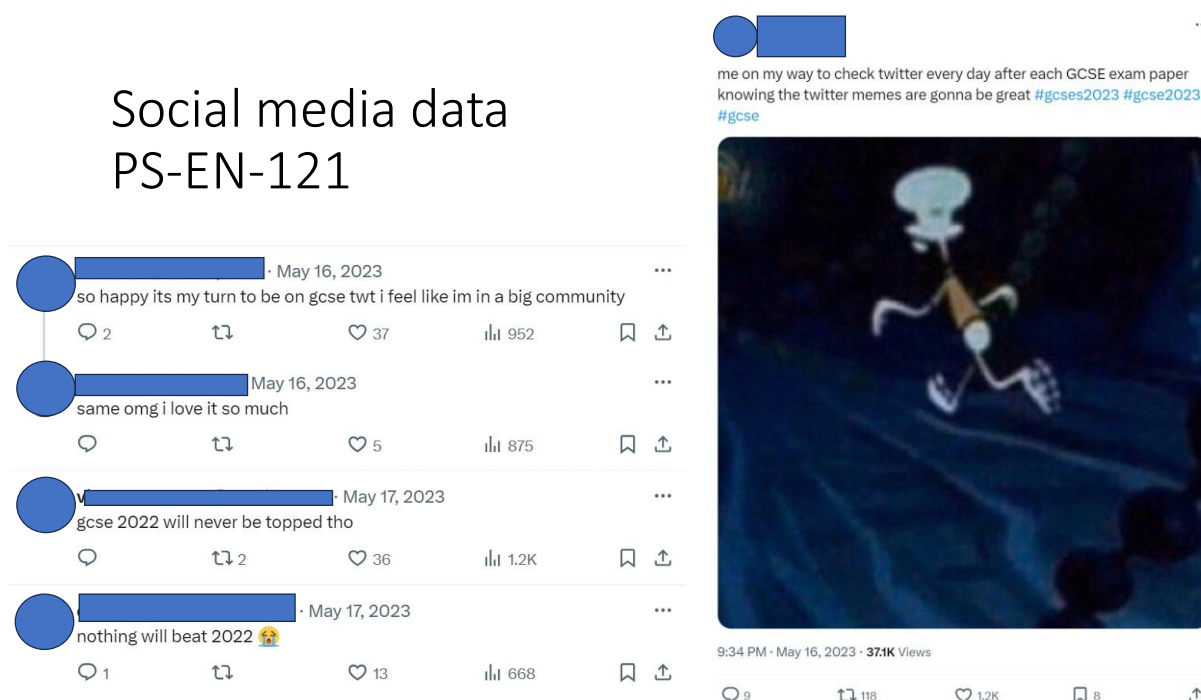 Social media data
PS-EN-121
· May 16, 2023
so happy its my turn to be on gcse twt i feel like im in a big community
2
37
952
May 16, 2023
same omg i love it so much
5
875
· May 17, 2023
gcse 2022 will never be topped tho
2
36
1.2K
· May 17, 2023
nothing will beat 2022 😭
1
13
668
me on my way to check twitter every day after each GCSE exam paper
knowing the twitter memes are gonna be great #gcses2023 #gcse2023
#gcse
9:34 PM · May 16, 2023 · 37.1K Views
9
118
1.2K
8